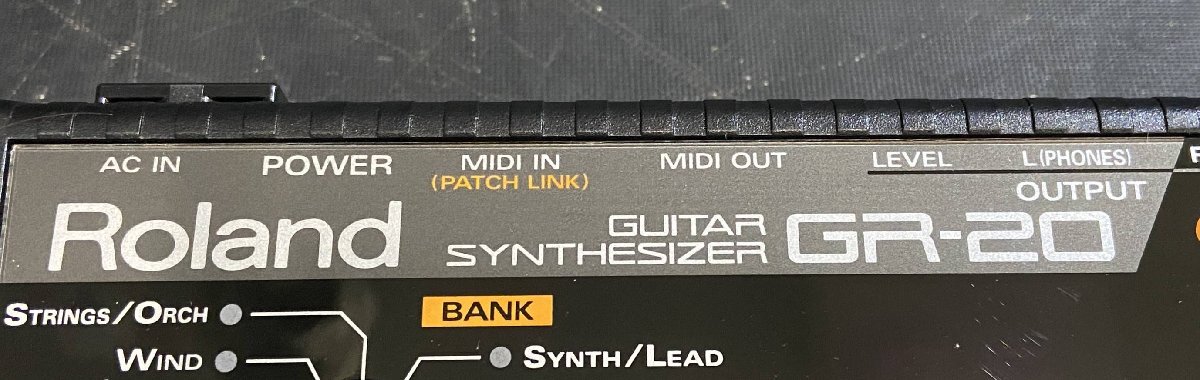 AC IN POWER MIDI IN MIDI OUT LEVEL L (PHONES)
(PATCH LINK)
OUTPUT
Roland GUITAR SYNTHESIZER GR-20
STRINGS/ORCH BANK
WIND SYNTH/LEAD